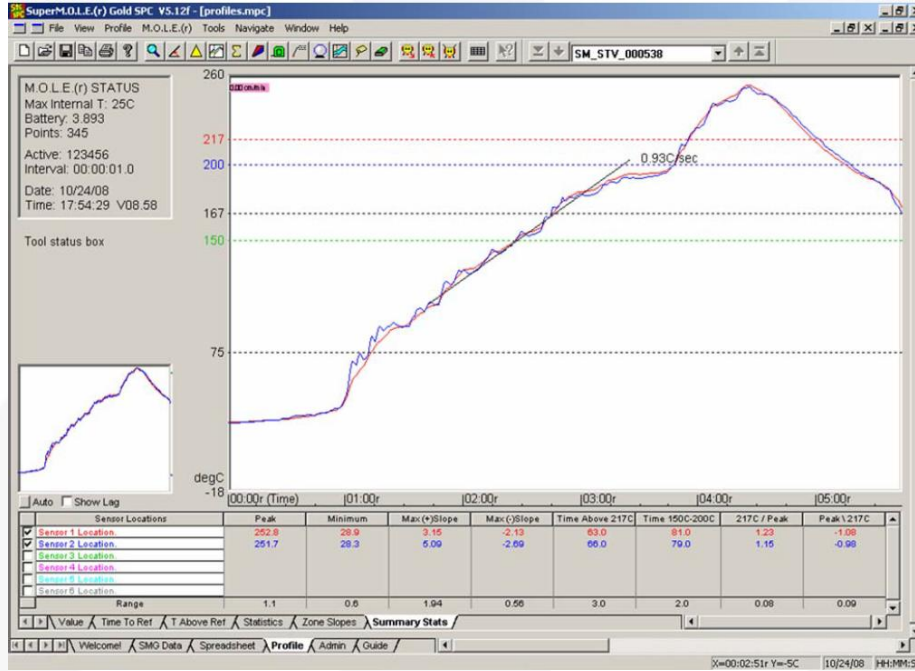 SuperM.O.L.E.(r) Gold SPC V5.12f - [profiles.mpc]
File View Profile M.O.L.E.(r) Tools Navigate Window Help
SM_STV_000538
M.O.L.E.(r) STATUS
Max Internal T: 25C
Battery: 3.893
Points: 345
Active: 123456
Interval: 00:00:01.0
Date: 10/24/08
Time: 17:54:29 V08.58
Tool status box
260
217
200
167
150
75
degC
-18
0.93C/sec
Auto Show Lag
00:00r (Time) 01:00r 02:00r 03:00r 04:00r 05:00r
Sensor Locations Peak Minimum Max(+)Slope Max(-)Slope Time Above 217C Time 150C-200C 217C / Peak Peak \ 217C
Sensor 1 Location. 252.8 28.9 3.15 -2.13 63.0 81.0 1.23 -1.08
Sensor 2 Location. 251.7 28.3 5.09 -2.69 66.0 79.0 1.15 -0.98
Sensor 3 Location.
Sensor 4 Location.
Sensor 5 Location.
Sensor 6 Location.
Range 1.1 0.6 1.94 0.56 3.0 2.0 0.08 0.09
Value Time To Ref T Above Ref Statistics Zone Slopes Summary Stats
Welcome! SMG Data Spreadsheet Profile Admin Guide
X=00:02:51r Y=-5C 10/24/08 HH:MM:S